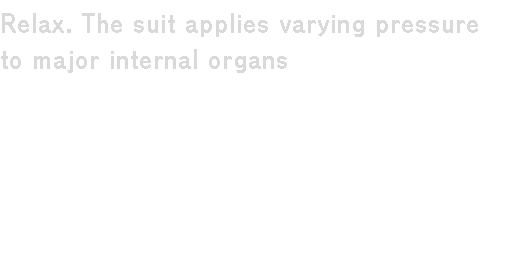 Relax. The suit applies varying pressure
to major internal organs